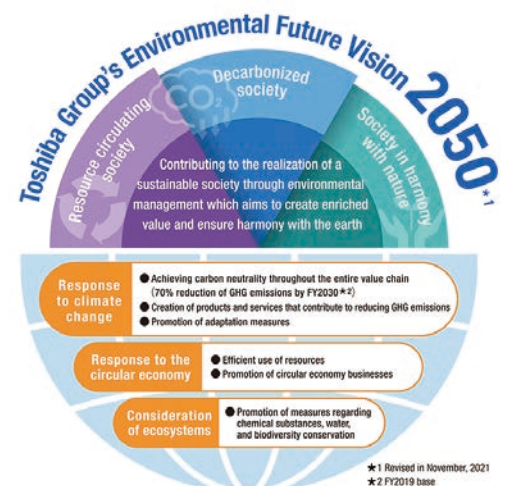 Toshiba Group's Environmental Future Vision 2050★1
Resource circulating
society
CO2
Decarbonized
society
Society in harmony
with nature
Contributing to the realization of a
sustainable society through environmental
management which aims to create enriched
value and ensure harmony with the earth
Response
to climate
change
●Achieving carbon neutrality throughout the entire value chain
(70% reduction of GHG emissions by FY2030★2)
●Creation of products and services that contribute to reducing GHG emissions
●Promotion of adaptation measures
Response to the
circular economy
●Efficient use of resources
●Promotion of circular economy businesses
Consideration
of ecosystems
●Promotion of measures regarding
chemical substances, water,
and biodiversity conservation
★1 Revised in November, 2021
★2 FY2019 base